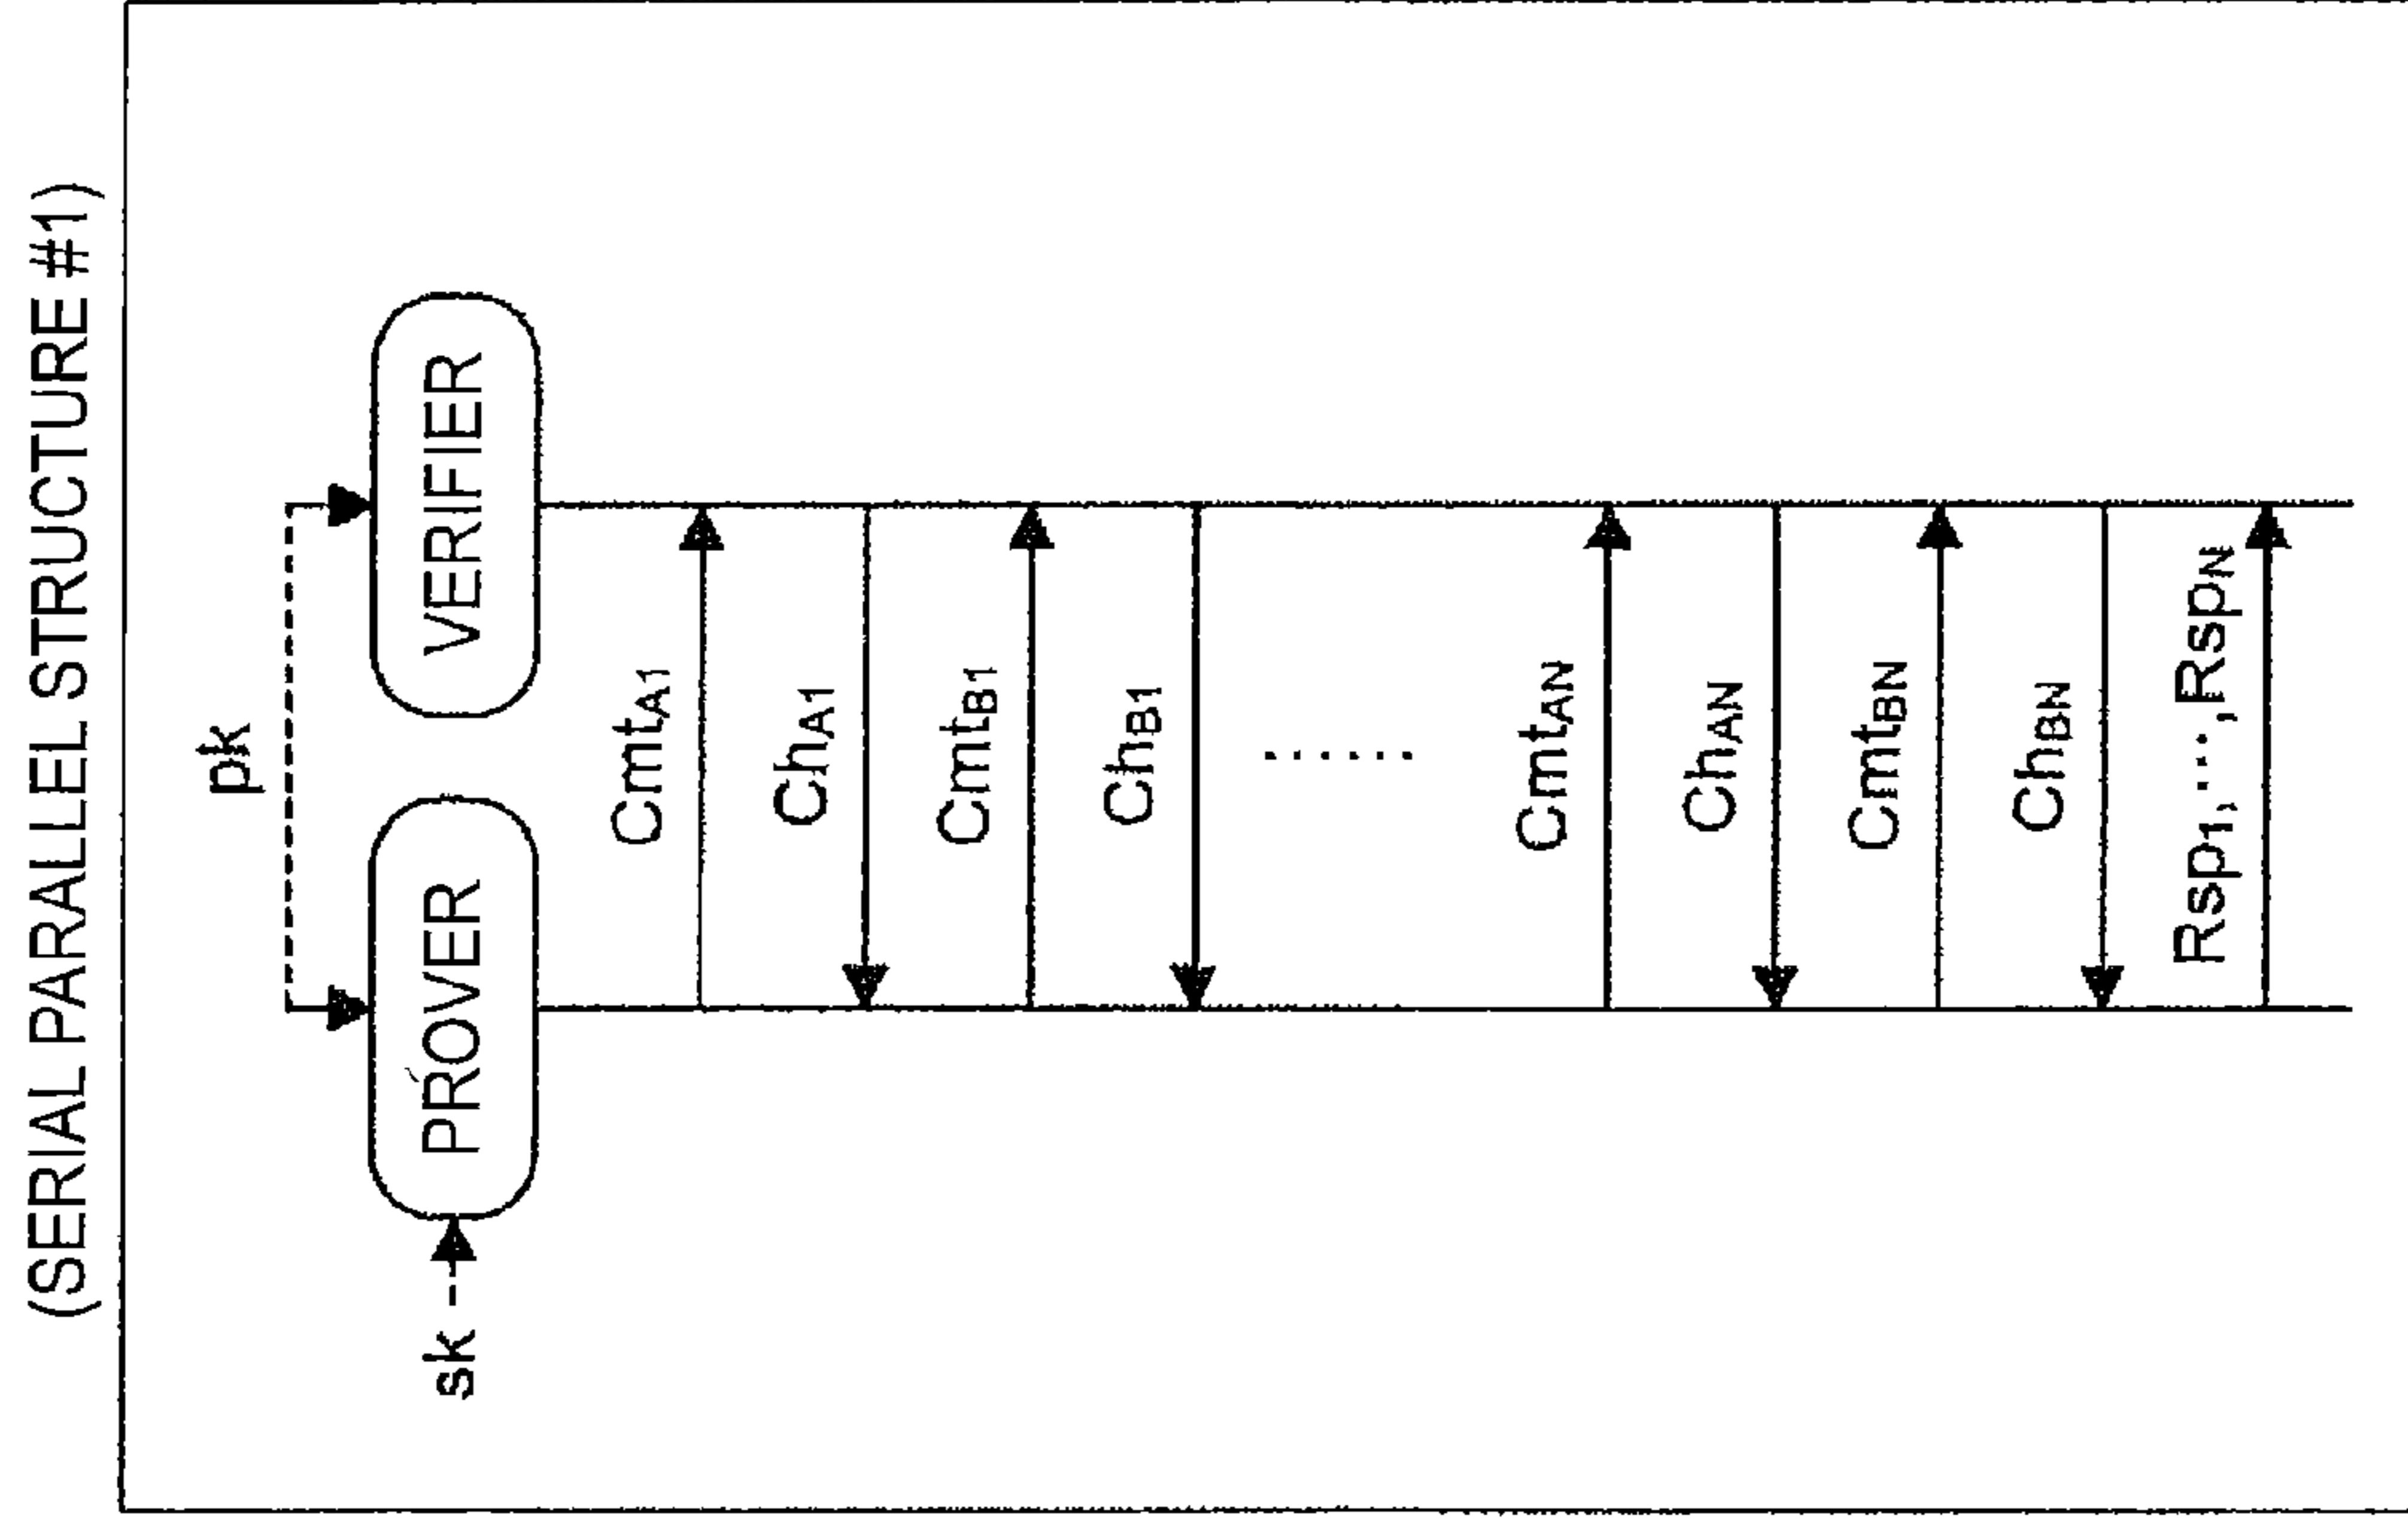 (SERIAL PARALLEL STRUCTURE #1)
pk
sk
PROVER
VERIFIER
CmtA1
ChA1
CmtB1
ChB1
......
CmtAN
ChAN
CmtBN
ChBN
Rsp1,...,RspN